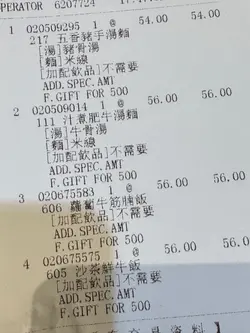 OPERATOR 6207724
1 020509295 1 @ 54.00 54.00
217 五香豬手湯麵
[湯]豬骨湯
[麵]米線
[加配飲品]不需要
ADD.SPEC.AMT
F.GIFT FOR 500
2 020509014 1 @ 56.00 56.00
111 汁煮肥牛湯麵
[湯]牛骨湯
[麵]米線
[加配飲品]不需要
ADD.SPEC.AMT
F.GIFT FOR 500
3 020675583 1 @ 56.00 56.00
606 蘿蔔牛筋腩飯
[加配飲品]不需要
ADD.SPEC.AMT
F.GIFT FOR 500
4 020675575 1 @ 56.00 56.00
605 沙茶鮮牛飯
[加配飲品]不需要
ADD.SPEC.AMT
F.GIFT FOR 500